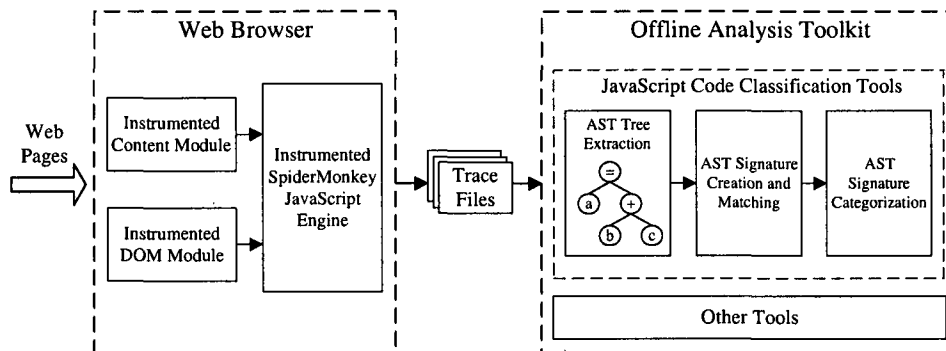 Web Browser
Offline Analysis Toolkit
Web
Pages
Instrumented
Content Module
Instrumented
DOM Module
Instrumented
SpiderMonkey
JavaScript
Engine
Trace
Files
JavaScript Code Classification Tools
AST Tree
Extraction
=
a
+
b
c
AST Signature
Creation and
Matching
AST
Signature
Categorization
Other Tools